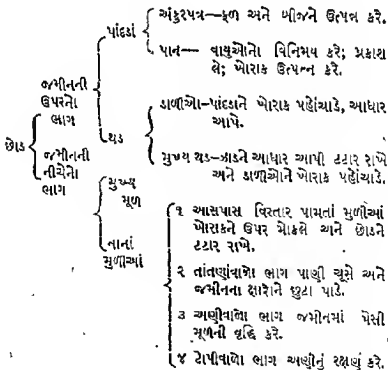 અંકુરપત્ર—ફળ અને બીજને ઉત્પન્ન કરે.
પાંદડાં
પાન— વાયુઓનો વિનિમય કરે; પ્રકાશ
લે; ખોરાક ઉત્પન્ન કરે.
જમીનની
ઉપરનો
ભાગ
ડાળીઓ—પાંદડાને ખોરાક પહોંચાડે, આધાર
આપે.
થડ
મુખ્ય થડ—ઝાડને આધાર આપી ટટાર રાખે
અને ડાળીઓને ખોરાક પહોંચાડે.
છોડ
જમીનની
નીચેનો
ભાગ
મુખ્ય
મૂળ
નાનાં
મુળીઆં
૧ આસપાસ વિસ્તાર પામતાં મુળીઆં
ખોરાકને ઉપર મોકલે અને છોડને
ટટાર રાખે.
૨ તાંતણાંવાળો ભાગ પાણી ચૂસે અને
જમીનના ક્ષારોને છુટા પાડે.
૩ અણીવાળો ભાગ જમીનમાં પેસી
મૂળની વૃદ્ધિ કરે.
૪ ટોપીવાળો ભાગ અણીનું રક્ષણ કરે.